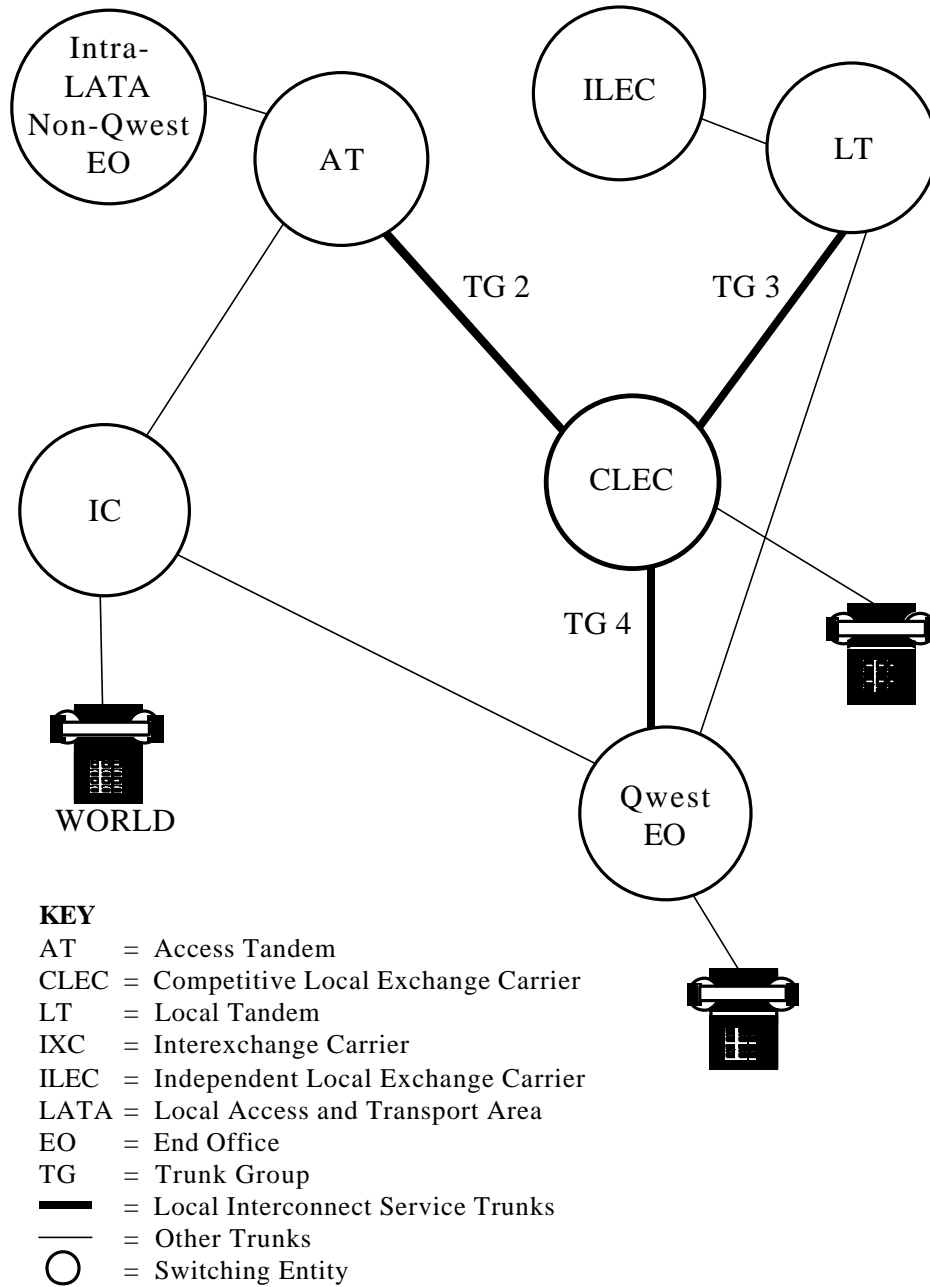 Intra-
LATA
Non-Qwest
EO
AT
ILEC
LT
TG 2
TG 3
CLEC
IC
TG 4
WORLD
Qwest
EO
KEY
AT = Access Tandem
CLEC = Competitive Local Exchange Carrier
LT = Local Tandem
IXC = Interexchange Carrier
ILEC = Independent Local Exchange Carrier
LATA = Local Access and Transport Area
EO = End Office
TG = Trunk Group
= Local Interconnect Service Trunks
= Other Trunks
= Switching Entity